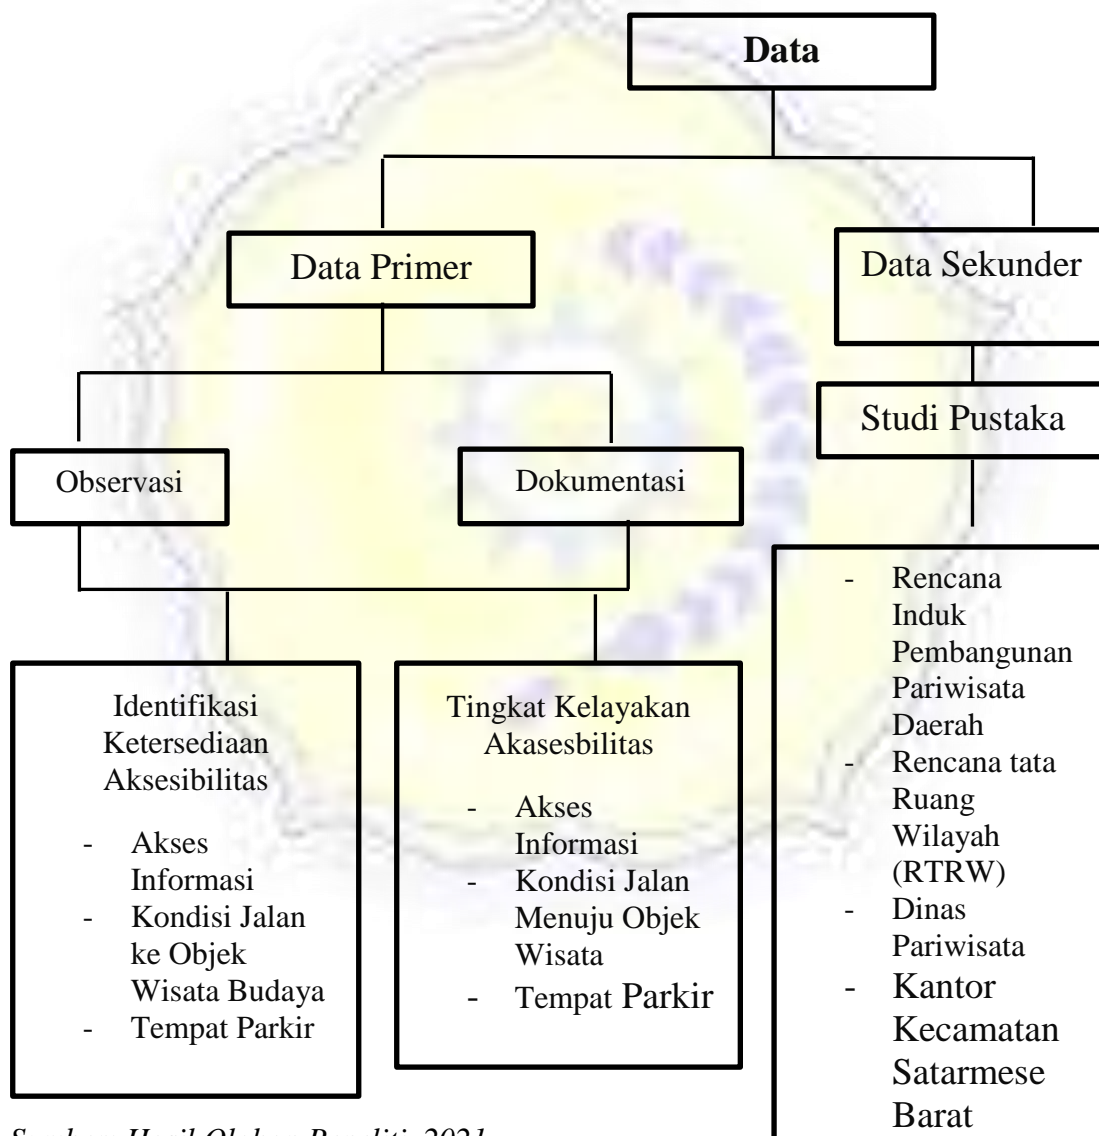 Data
Data Primer
Data Sekunder
Studi Pustaka
Observasi
Dokumentasi
Identifikasi
Ketersediaan
Aksesibilitas
- Akses
Informasi
- Kondisi Jalan
ke Objek
Wisata Budaya
- Tempat Parkir
Tingkat Kelayakan
Akasesbilitas
- Akses
Informasi
- Kondisi Jalan
Menuju Objek
Wisata
- Tempat Parkir
- Rencana
Induk
Pembangunan
Pariwisata
Daerah
- Rencana tata
Ruang
Wilayah
(RTRW)
- Dinas
Pariwisata
- Kantor
Kecamatan
Satarmese
Barat
Sumber: Hasil Olahan Peneliti, 2021